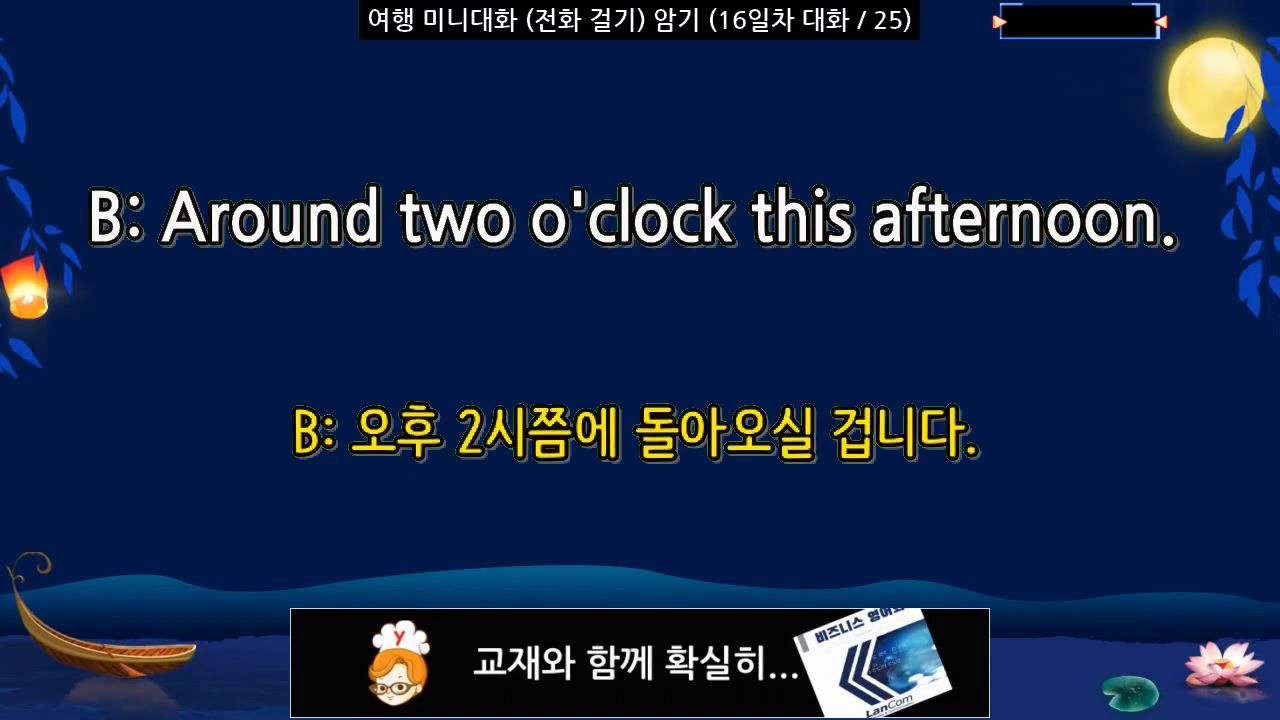 여행 미니대화 (전화 걸기) 암기 (16일차 대화 / 25)
B: Around two o'clock this afternoon.
B: 오후 2시쯤에 돌아오실 겁니다.
Y
교재와 함께 확실히...
비즈니스
LanCom